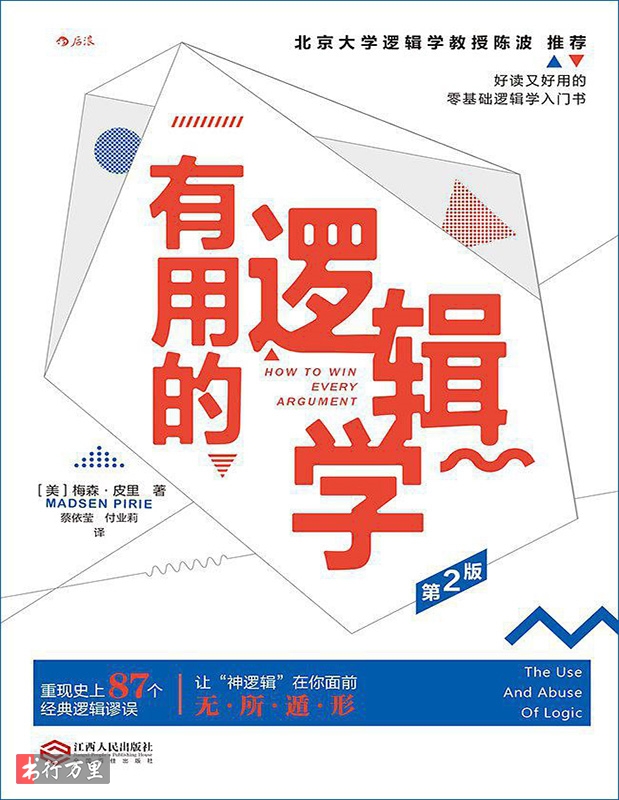 后浪
北京大学逻辑学教授陈波 推荐
好读又好用的
零基础逻辑学入门书
有用的
逻辑学
HOW TO WIN
EVERY
ARGUMENT
[美] 梅森·皮里 著
MADSEN PIRIE
蔡依莹 付业莉
译
第2版
重现史上87个
经典逻辑谬误
让“神逻辑”在你面前
无·所·遁·形
The Use
And Abuse
Of Logic
江西人民出版社
书行万里